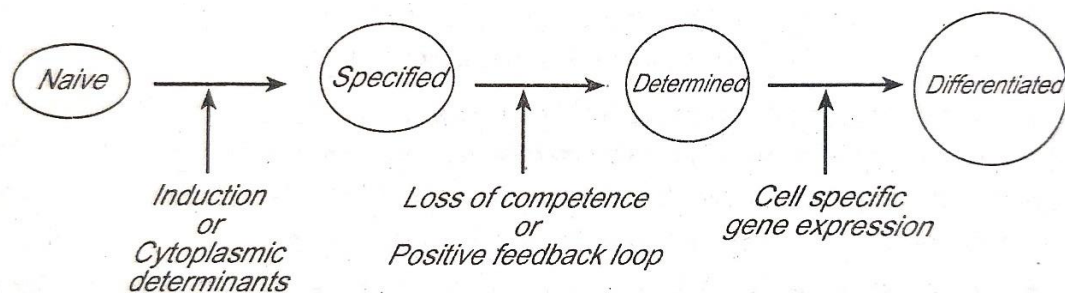 Naive
Specified
Determined
Differentiated
Induction
or
Cytoplasmic
determinants
Loss of competence
or
Positive feedback loop
Cell specific
gene expression